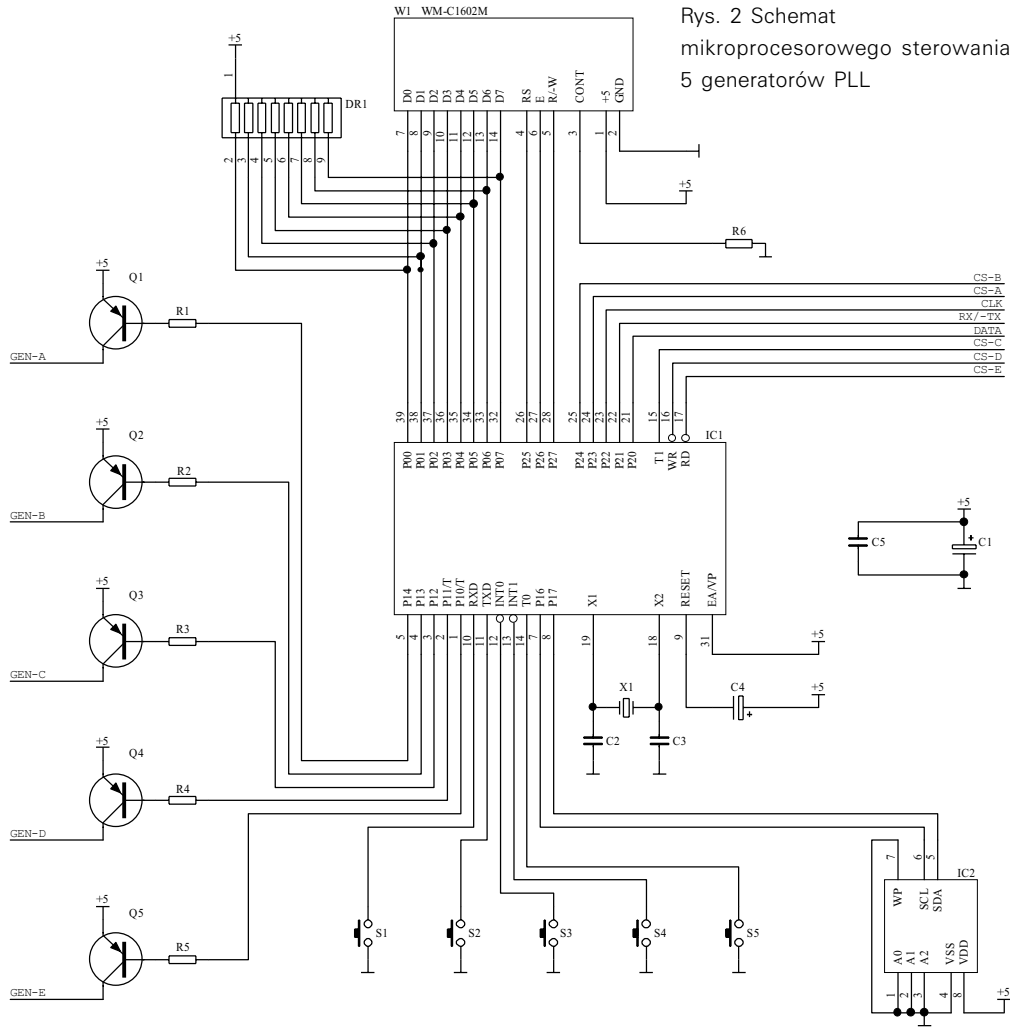 W1 WM-C1602M
Rys. 2 Schemat
mikroprocesorowego sterowania
5 generatorów PLL
D0 D1 D2 D3 D4 D5 D6 D7 RS E R/-W CONT +5 GND
7 8 9 10 11 12 13 14 4 6 5 3 1 2
+5
1
DR1
2 3 4 5 6 7 8 9
+5
R6
+5 Q1
R1
GEN-A
CS-B
CS-A
CLK
RX/-TX
DATA
CS-C
CS-D
CS-E
39 38 37 36 35 34 33 32 26 27 28 25 24 23 22 21 15 16 17
IC1
P00 P01 P02 P03 P04 P05 P06 P07 P25 P26 P27 P24 P23 P22 P21 P20 T1 WR RD
+5 Q2
R2
GEN-B
+5
C5 C1
+
P14 P13 P12 P11/T P10/T RXD TXD INT0 INT1 T0 P16 P17 X1 X2 RESET EA/VP
5 4 3 2 1 10 11 12 13 14 7 8 19 18 9 31
+5 Q3
R3
GEN-C
+5
X1 C4 +5
+
C2 C3
+5 Q4
R4
GEN-D
7 6 5
IC2
WP SCL SDA
A0 A1 A2 VSS VDD
1 2 3 4 8
+5
+5 Q5
R5
GEN-E
S1 S2 S3 S4 S5